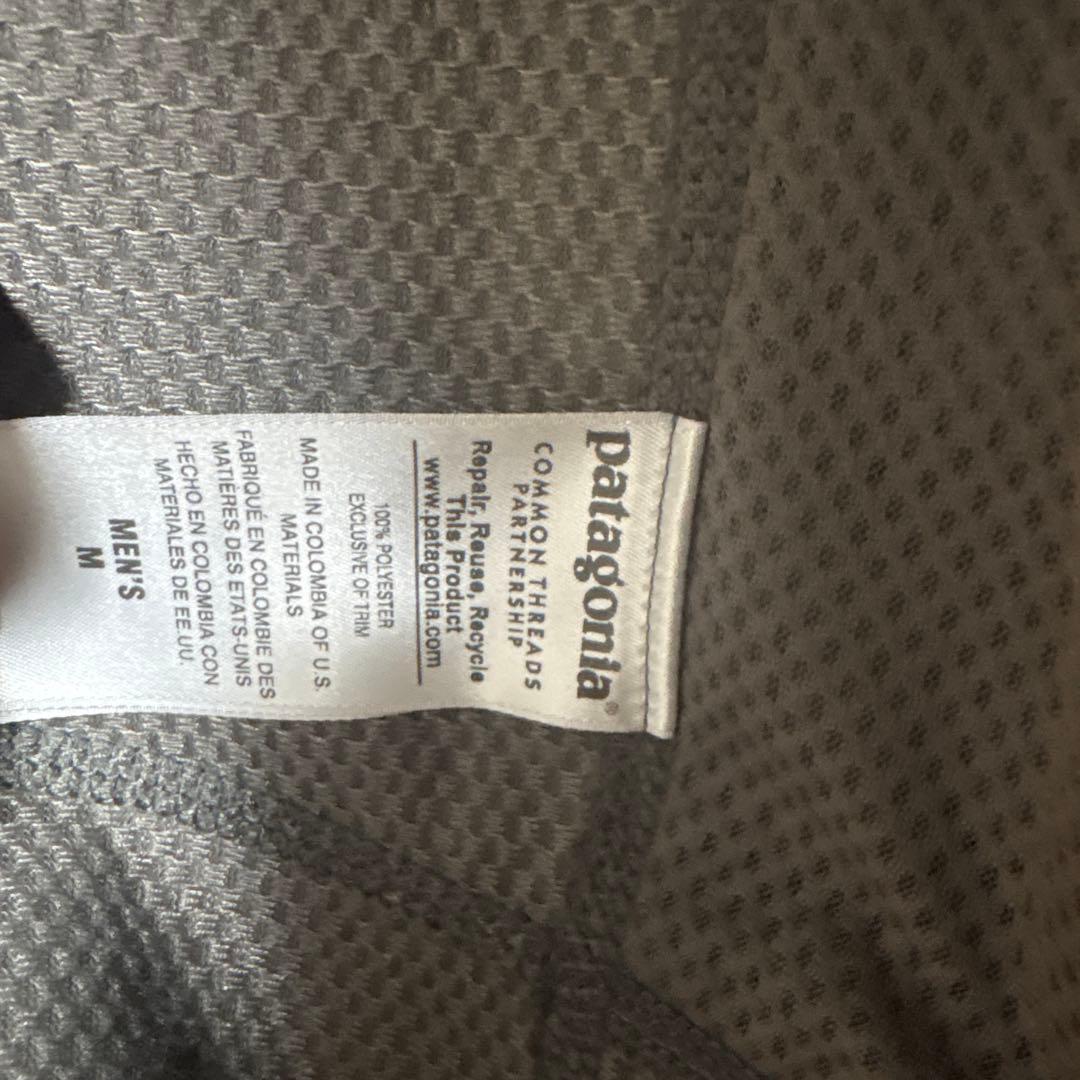 patagonia®
COMMON THREADS
PARTNERSHIP
Repair, Reuse, Recycle
This Product
www.patagonia.com
100% POLYESTER
EXCLUSIVE OF TRIM
MADE IN COLOMBIA OF U.S.
MATERIALS
FABRIQUÉ EN COLOMBIE DES
MATIÈRES DES ETATS-UNIS
HECHO EN COLOMBIA CON
MATERIALES DE EE.UU.
MEN'S
M